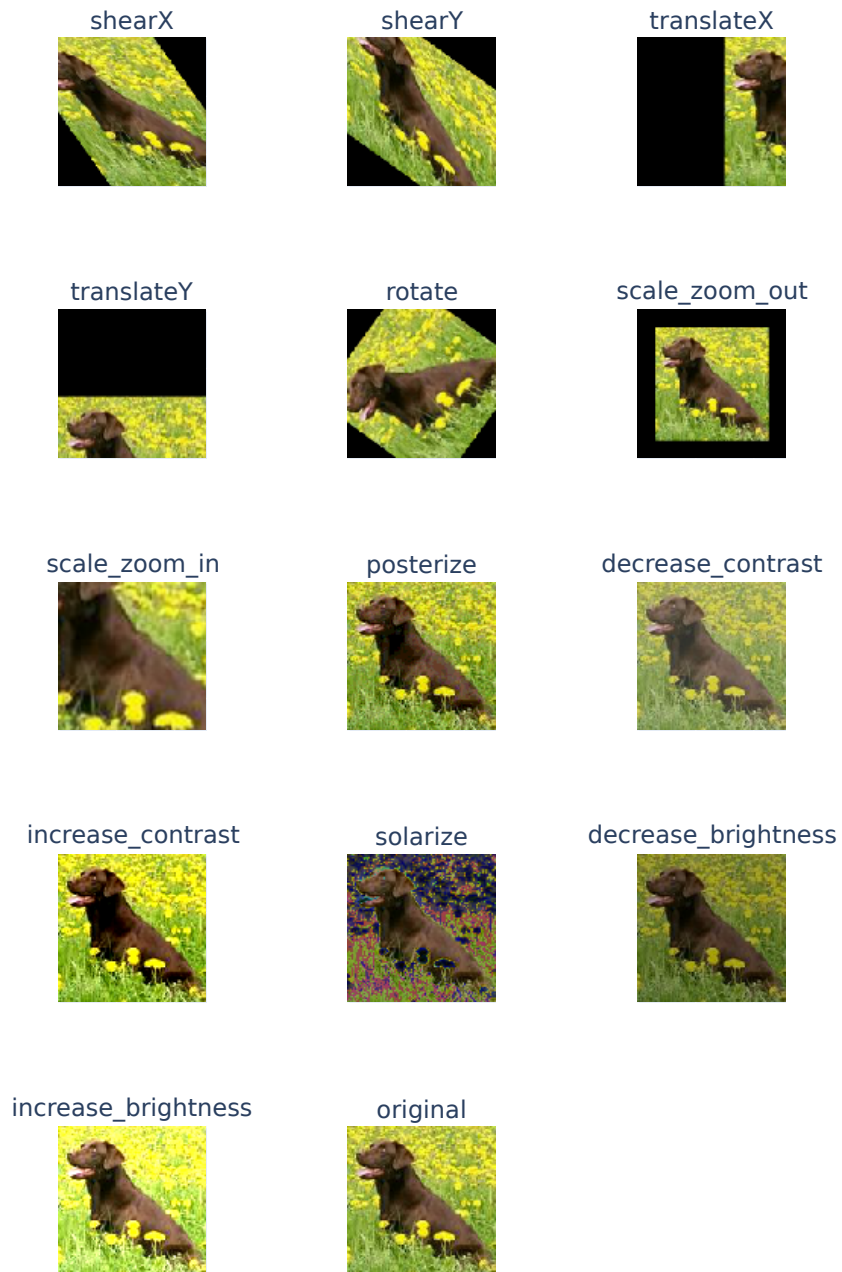 shearX
shearY
translateX
translateY
rotate
scale_zoom_out
scale_zoom_in
posterize
decrease_contrast
increase_contrast
solarize
decrease_brightness
increase_brightness
original